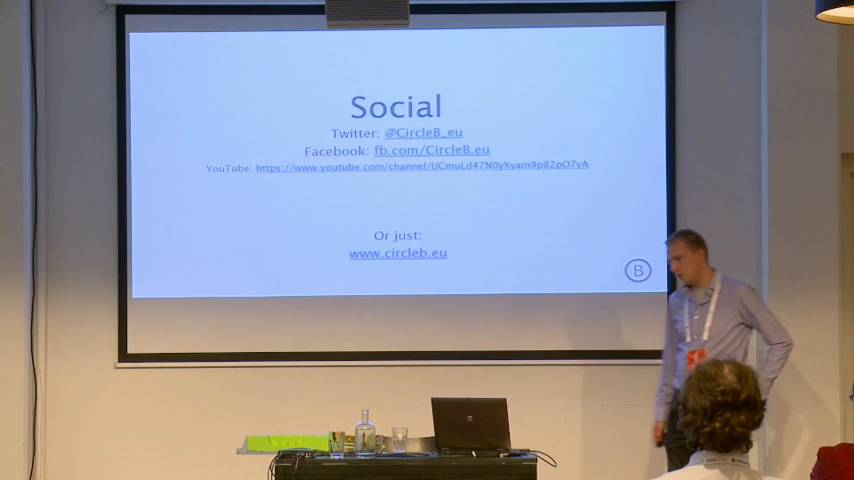 Social
Twitter: @CircleB_eu
Facebook: fb.com/CircleB.eu
YouTube: https://www.youtube.com/channel/UCmuLd47N0yXyam9p82pO7yA
Or just:
www.circleb.eu
B